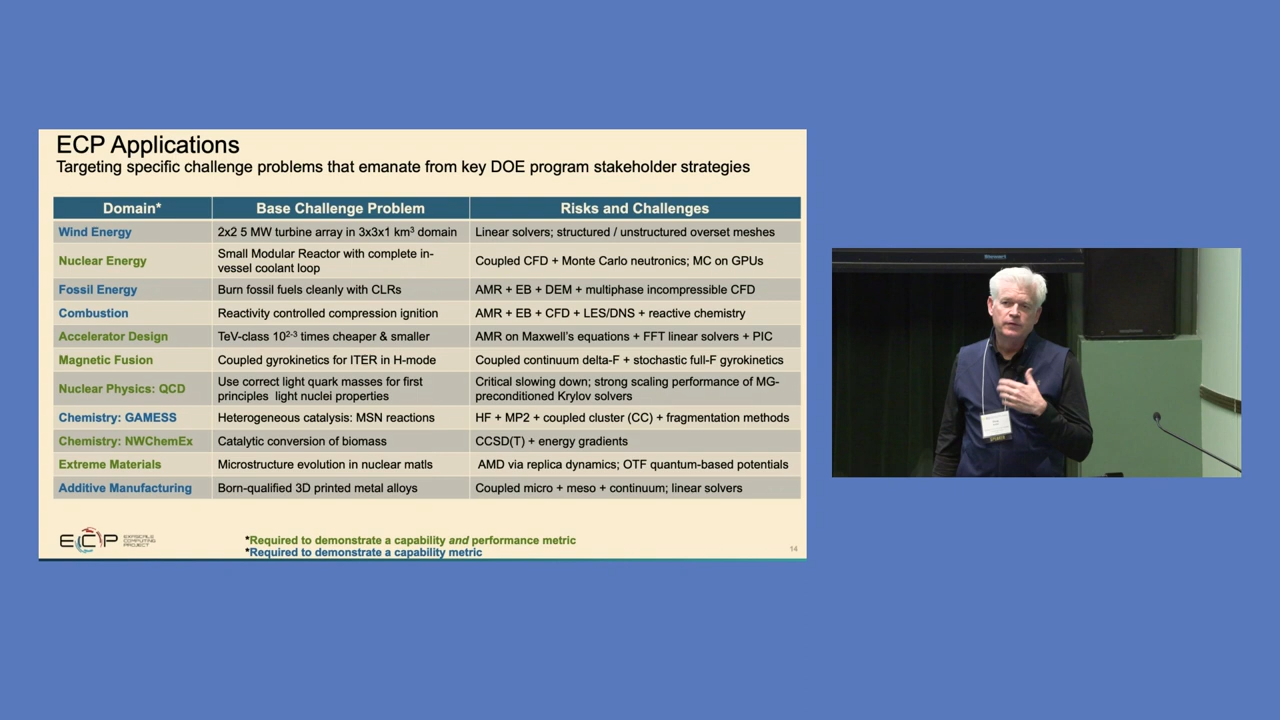 ECP Applications
Targeting specific challenge problems that emanate from key DOE program stakeholder strategies
Domain* Base Challenge Problem Risks and Challenges
Wind Energy 2x2 5 MW turbine array in 3x3x1 km³ domain Linear solvers; structured / unstructured overset meshes
Nuclear Energy Small Modular Reactor with complete in-
vessel coolant loop Coupled CFD + Monte Carlo neutronics; MC on GPUs
Fossil Energy Burn fossil fuels cleanly with CLRs AMR + EB + DEM + multiphase incompressible CFD
Combustion Reactivity controlled compression ignition AMR + EB + CFD + LES/DNS + reactive chemistry
Accelerator Design TeV-class 10²⁻³ times cheaper & smaller AMR on Maxwell's equations + FFT linear solvers + PIC
Magnetic Fusion Coupled gyrokinetics for ITER in H-mode Coupled continuum delta-F + stochastic full-F gyrokinetics
Nuclear Physics: QCD Use correct light quark masses for first
principles light nuclei properties Critical slowing down; strong scaling performance of MG-
preconditioned Krylov solvers
Chemistry: GAMESS Heterogeneous catalysis: MSN reactions HF + MP2 + coupled cluster (CC) + fragmentation methods
Chemistry: NWChemEx Catalytic conversion of biomass CCSD(T) + energy gradients
Extreme Materials Microstructure evolution in nuclear matls AMD via replica dynamics; OTF quantum-based potentials
Additive Manufacturing Born-qualified 3D printed metal alloys Coupled micro + meso + continuum; linear solvers
ECP EXASCALE
COMPUTING
PROJECT
*Required to demonstrate a capability and performance metric
*Required to demonstrate a capability metric
14